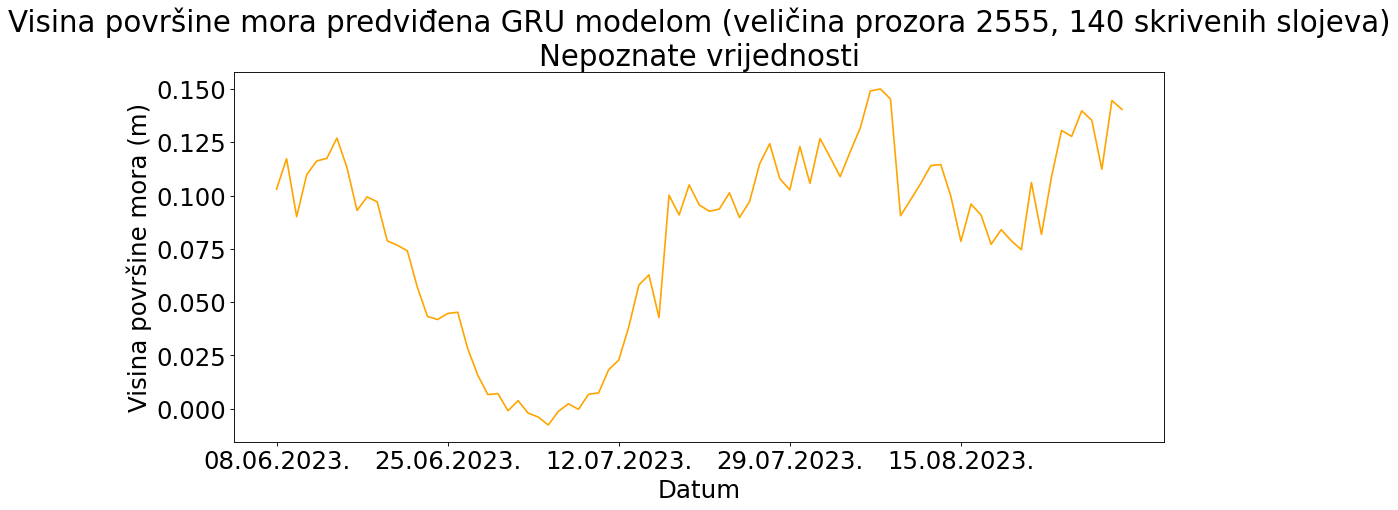 Visina površine mora predviđena GRU modelom (veličina prozora 2555, 140 skrivenih slojeva)
Nepoznate vrijednosti
Visina površine mora (m)
0.150
0.125
0.100
0.075
0.050
0.025
0.000
08.06.2023. 25.06.2023. 12.07.2023. 29.07.2023. 15.08.2023.
Datum